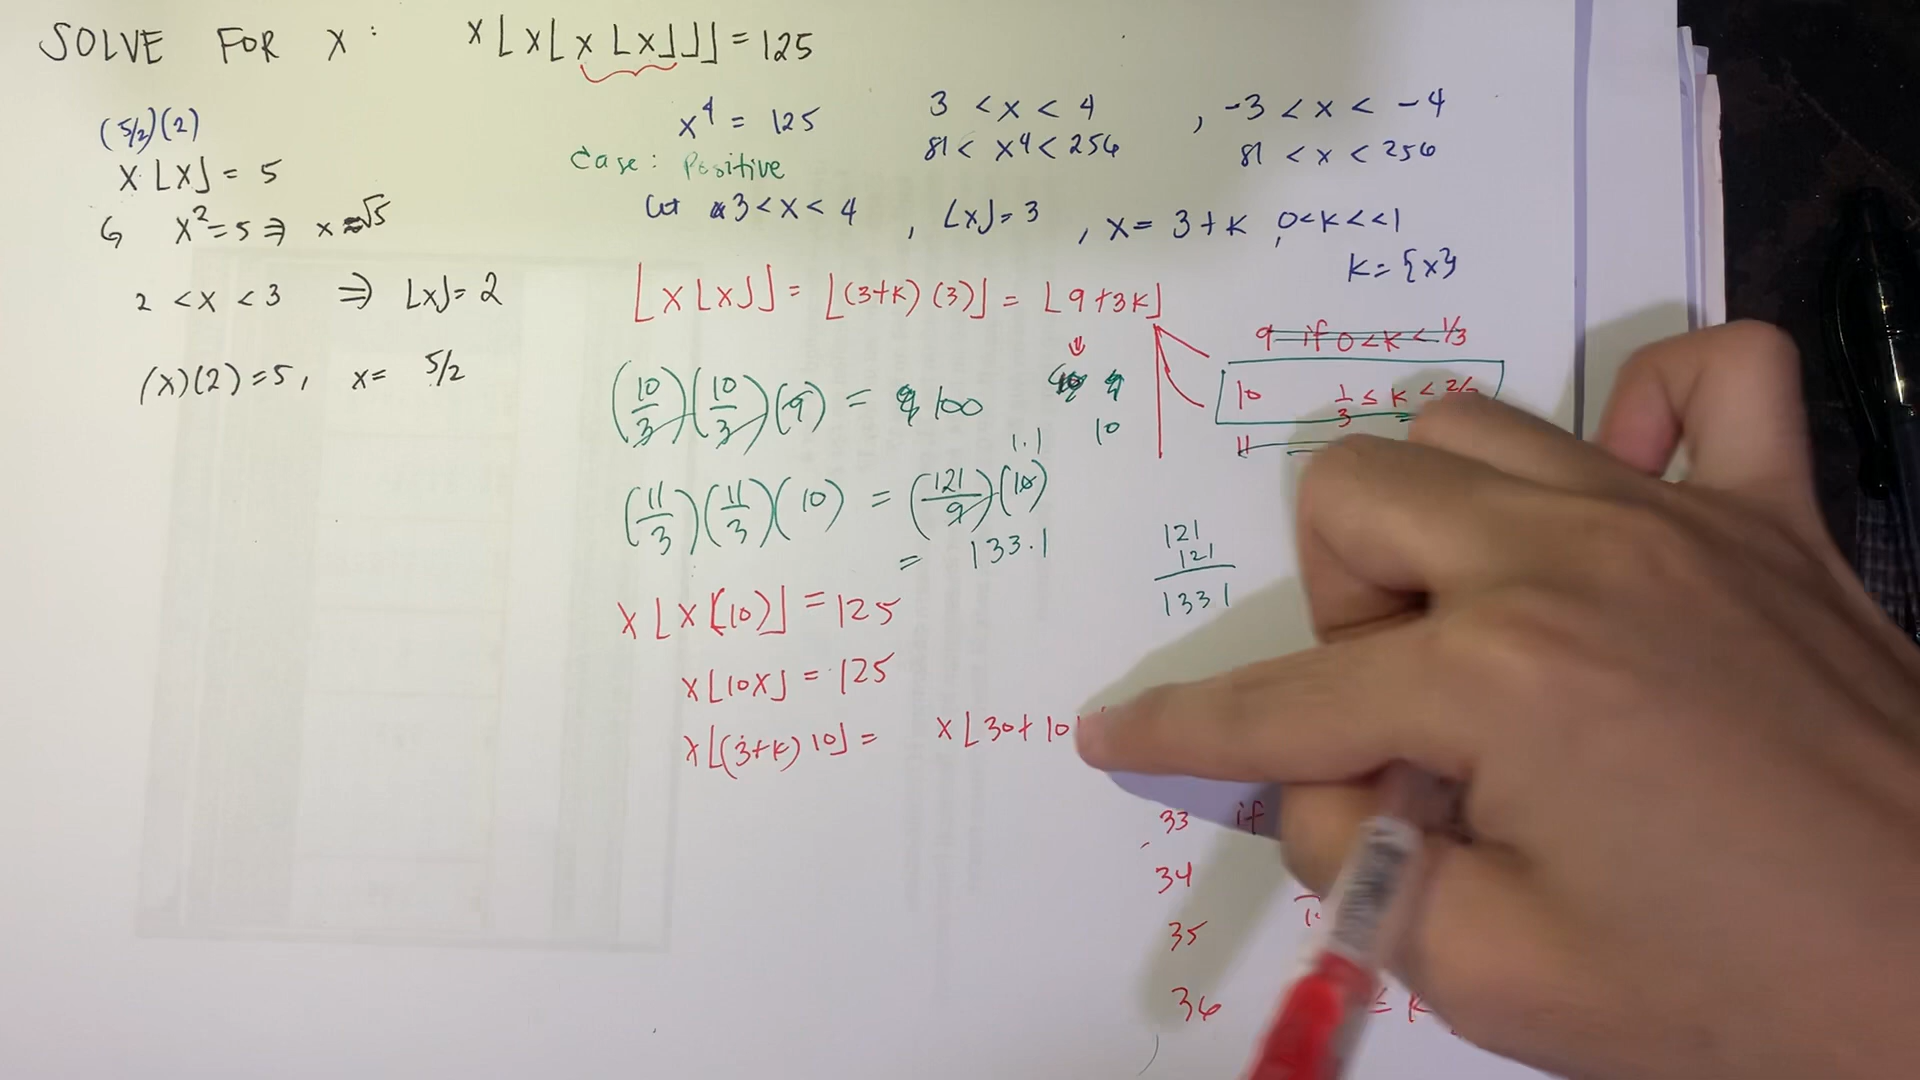 SOLVE FOR X : x⌊x⌊x⌊x⌋⌋⌋ = 125
(5/2)(2)
x⌊x⌋ = 5
x² = 5 ⇒ x = √5
2 < x < 3 ⇒ ⌊x⌋ = 2
(x)(2) = 5, x = 5/2
x⁴ = 125
3 < x < 4 , -3 < x < -4
81 < x⁴ < 256
81 < x < 256
Case: Positive
Let 3 < x < 4 , ⌊x⌋ = 3 , x = 3 + k , 0 < k < < 1
k = {x}
⌊x⌊x⌋⌋ = ⌊(3+k)(3)⌋ = ⌊9 + 3k⌋
9 if 0 < k < 1/3
10 1/3 ≤ k < 2/
11
9
10
(10/3)(10/3)(9) = 100
1.1
(11/3)(11/3)(10) = (121/9)(10)
= 133.1
121
121
1331
x⌊x⌊10)⌋ = 125
x⌊10x⌋ = 125
x⌊(3+k)10⌋ = x⌊30 + 10
33 if
34
35
36 ≤ k